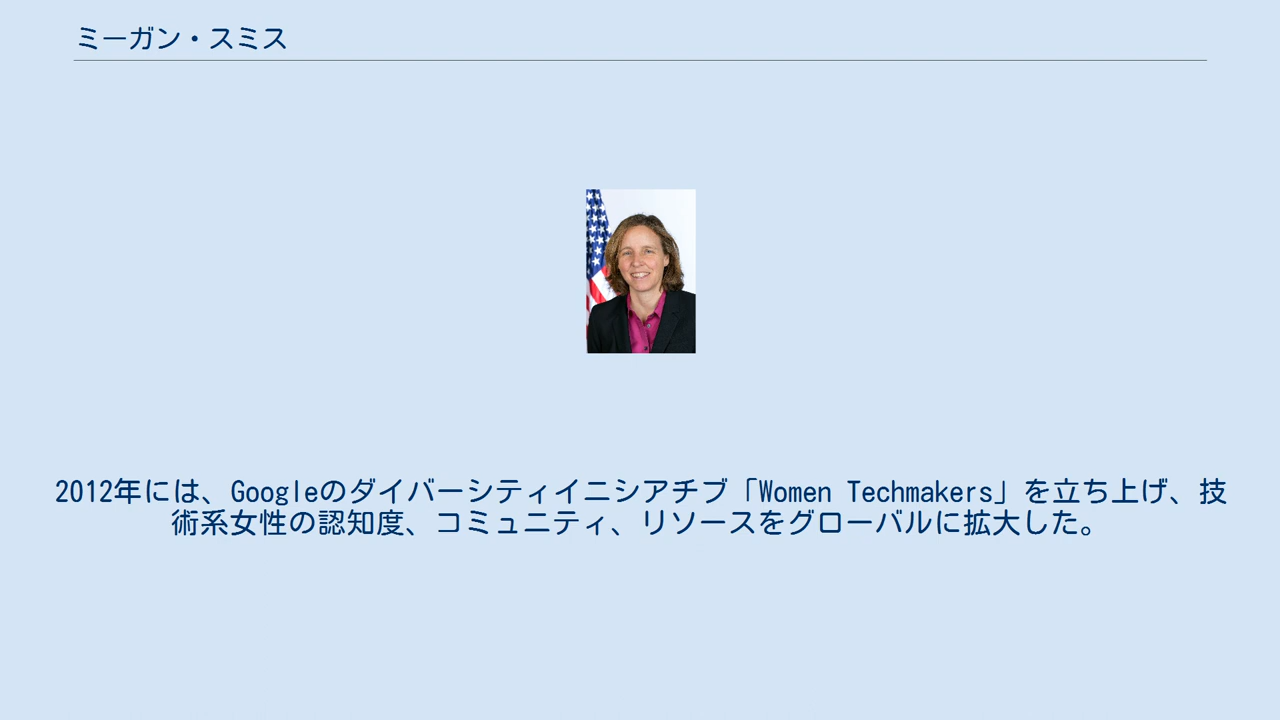 ミーガン・スミス
2012年には、Googleのダイバーシティイニシアチブ「Women Techmakers」を立ち上げ、技
術系女性の認知度、コミュニティ、リソースをグローバルに拡大した。